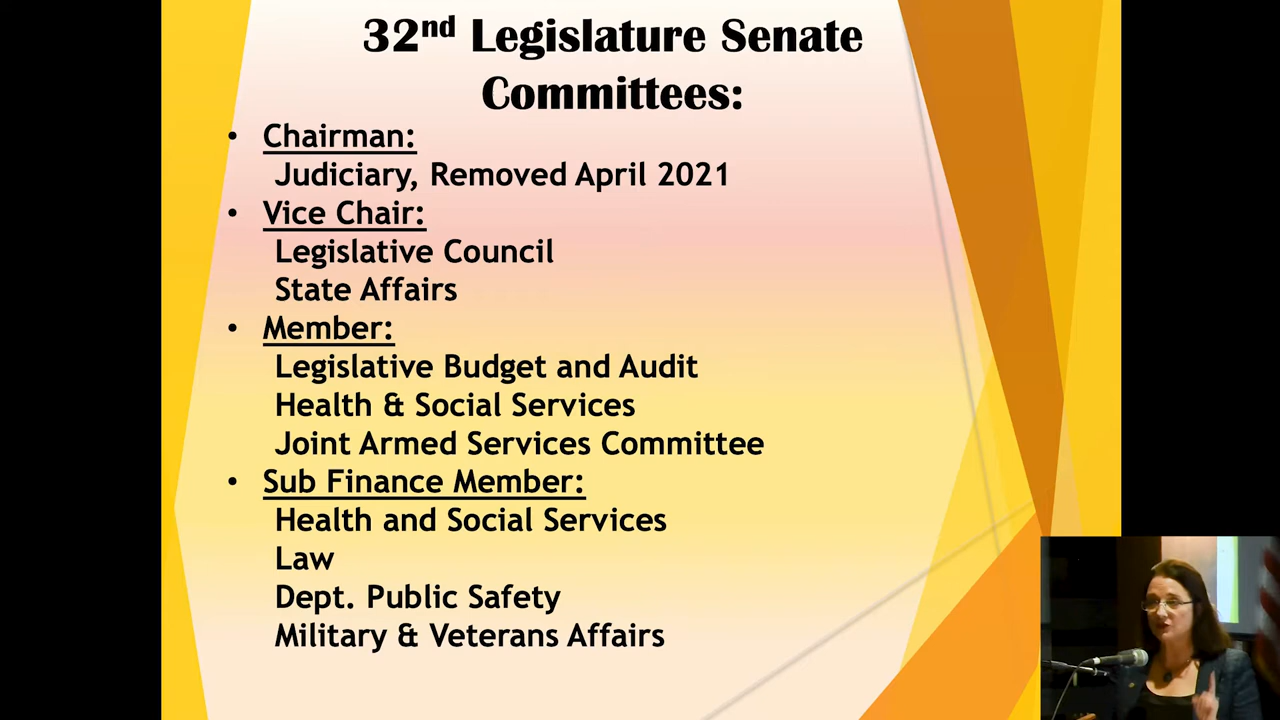 32nd Legislature Senate
Committees:
• Chairman:
Judiciary, Removed April 2021
• Vice Chair:
Legislative Council
State Affairs
• Member:
Legislative Budget and Audit
Health & Social Services
Joint Armed Services Committee
• Sub Finance Member:
Health and Social Services
Law
Dept. Public Safety
Military & Veterans Affairs